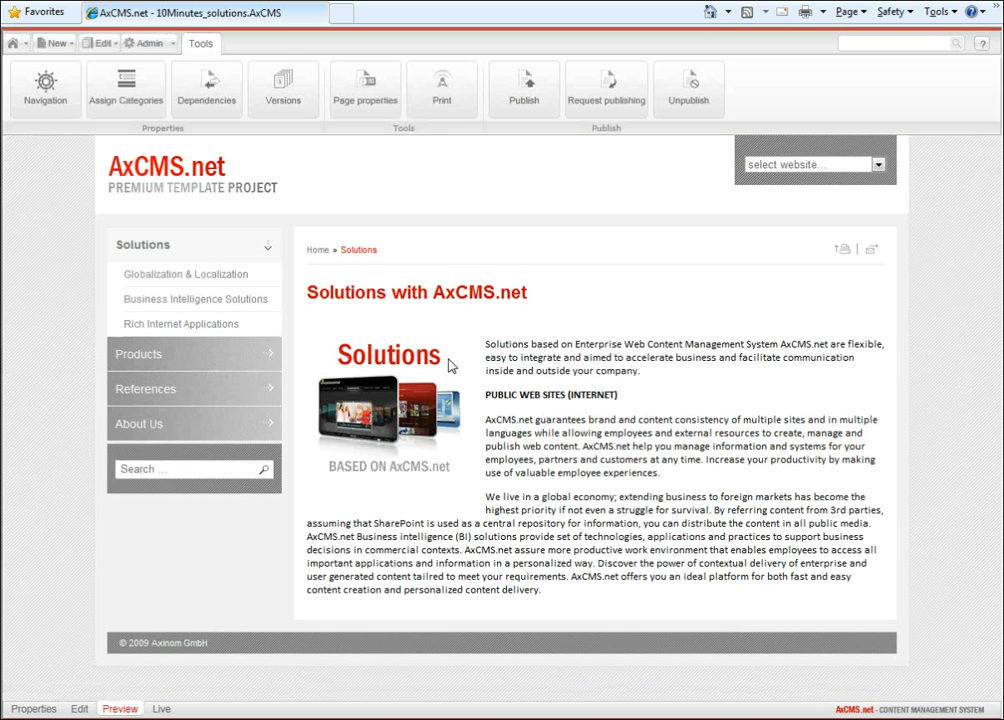 Favorites
AxCMS.net - 10Minutes_solutions.AxCMS
Page
Safety
Tools
New
Edit
Admin
Tools
Navigation
Assign Categories
Dependencies
Versions
Page properties
Print
Publish
Request publishing
Unpublish
Properties
Tools
Publish
AxCMS.net
PREMIUM TEMPLATE PROJECT
select website...
Solutions
Globalization & Localization
Business Intelligence Solutions
Rich Internet Applications
Products
References
About Us
Search ...
Home » Solutions
Solutions with AxCMS.net
Solutions
BASED ON AxCMS.net
Solutions based on Enterprise Web Content Management System AxCMS.net are flexible,
easy to integrate and aimed to accelerate business and facilitate communication
inside and outside your company.
PUBLIC WEB SITES (INTERNET)
AxCMS.net guarantees brand and content consistency of multiple sites and in multiple
languages while allowing employees and external resources to create, manage and
publish web content. AxCMS.net help you manage information and systems for your
employees, partners and customers at any time. Increase your productivity by making
use of valuable employee experiences.
We live in a global economy; extending business to foreign markets has become the
highest priority if not even a struggle for survival. By referring content from 3rd parties,
assuming that SharePoint is used as a central repository for information, you can distribute the content in all public media.
AxCMS.net Business intelligence (BI) solutions provide set of technologies, applications and practices to support business
decisions in commercial contexts. AxCMS.net assure more productive work environment that enables employees to access all
important applications and information in a personalized way. Discover the power of contextual delivery of enterprise and
user generated content tailred to meet your requirements. AxCMS.net offers you an ideal platform for both fast and easy
content creation and personalized content delivery.
© 2009 Axinom GmbH
Properties
Edit
Preview
Live
AxCMS.net - CONTENT MANAGEMENT SYSTEM